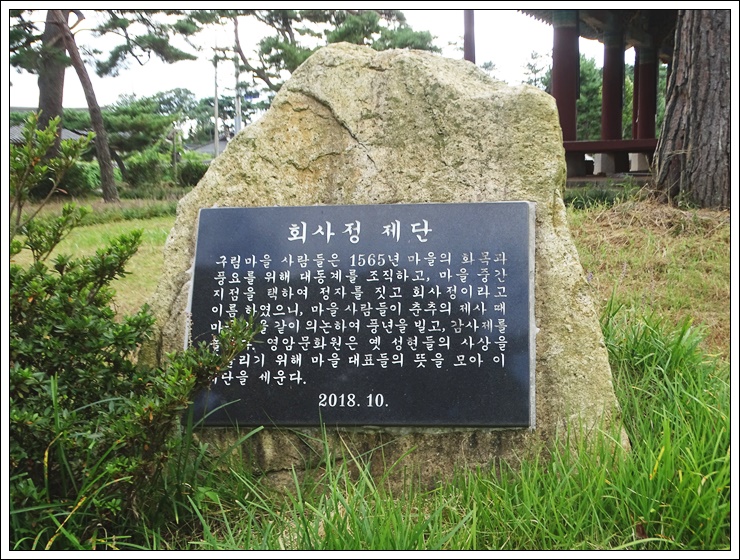 회사정 제단
구림마을 사람들은 1565년 마을의 화목과
풍요를 위해 대동계를 조직하고, 마을 중간
지점을 택하여 정자를 짓고 회사정이라고
이름 하였으니, 마을 사람들이 춘추의 제사 때
같이 의논하여 풍년을 빌고, 감사제를
영암문화원은 옛 성현들의 사상을
기리기 위해 마을 대표들의 뜻을 모아 이
세운다.
2018. 10.